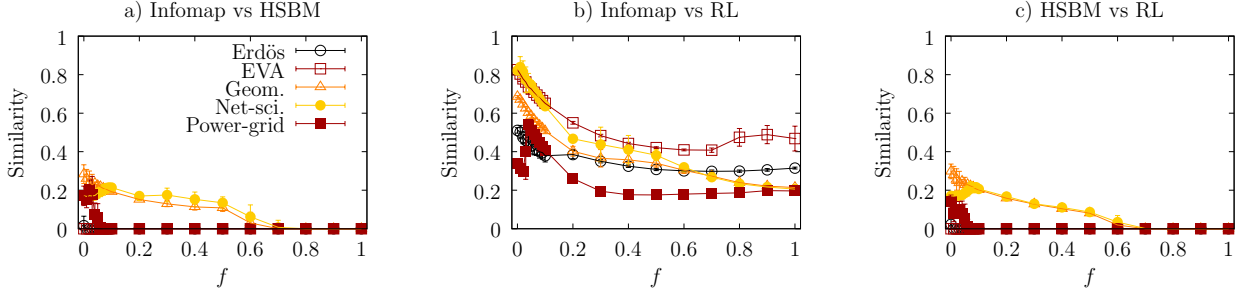 a) Infomap vs HSBM
1
0.8
0.6
0.4
0.2
0
0 0.2 0.4 0.6 0.8 1
Similarity
f
Erdös
EVA
Geom.
Net-sci.
Power-grid
b) Infomap vs RL
1
0.8
0.6
0.4
0.2
0
0 0.2 0.4 0.6 0.8 1
Similarity
f
c) HSBM vs RL
1
0.8
0.6
0.4
0.2
0
0 0.2 0.4 0.6 0.8 1
Similarity
f